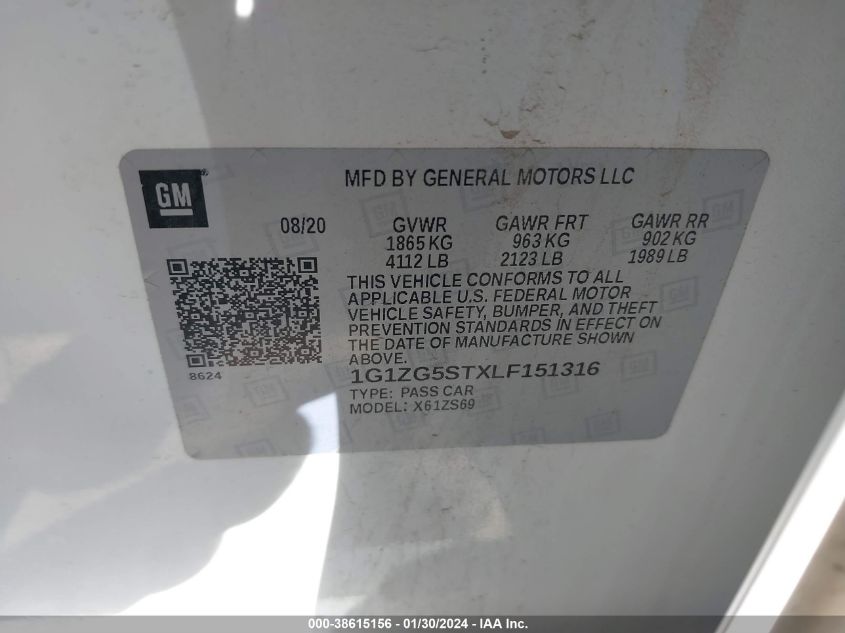 GM
MFD BY GENERAL MOTORS LLC
08/20 GVWR GAWR FRT GAWR RR
1865 KG 963 KG 902 KG
4112 LB 2123 LB 1989 LB
THIS VEHICLE CONFORMS TO ALL
APPLICABLE U.S. FEDERAL MOTOR
VEHICLE SAFETY, BUMPER, AND THEFT
PREVENTION STANDARDS IN EFFECT ON
THE DATE OF MANUFACTURE SHOWN
ABOVE.
8624
1G1ZG5STXLF151316
TYPE: PASS CAR
MODEL: X61ZS69
000-38615156 - 01/30/2024 - IAA Inc.